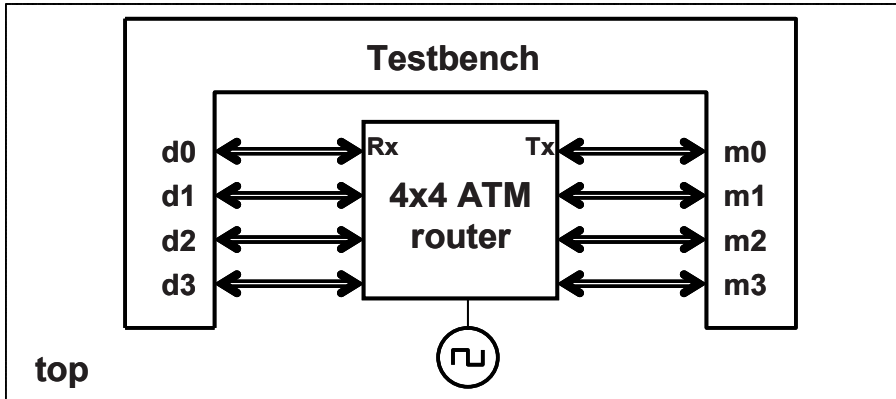 Testbench
d0
Rx
Tx
m0
d1
4x4 ATM
m1
d2
router
m2
d3
m3
top